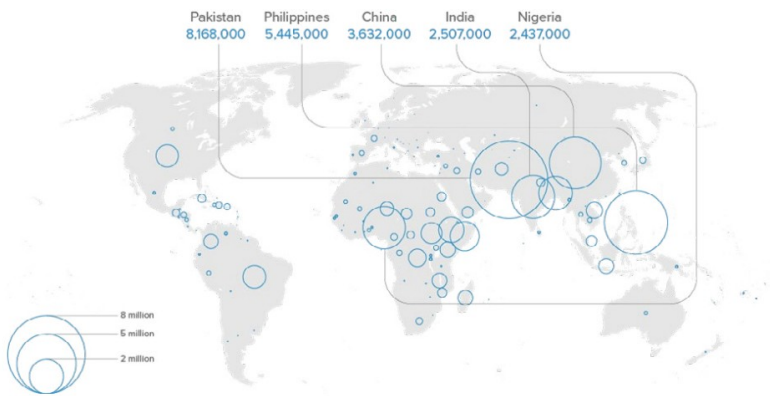 Pakistan Philippines China India Nigeria
8,168,000 5,445,000 3,632,000 2,507,000 2,437,000
8 million
5 million
2 million